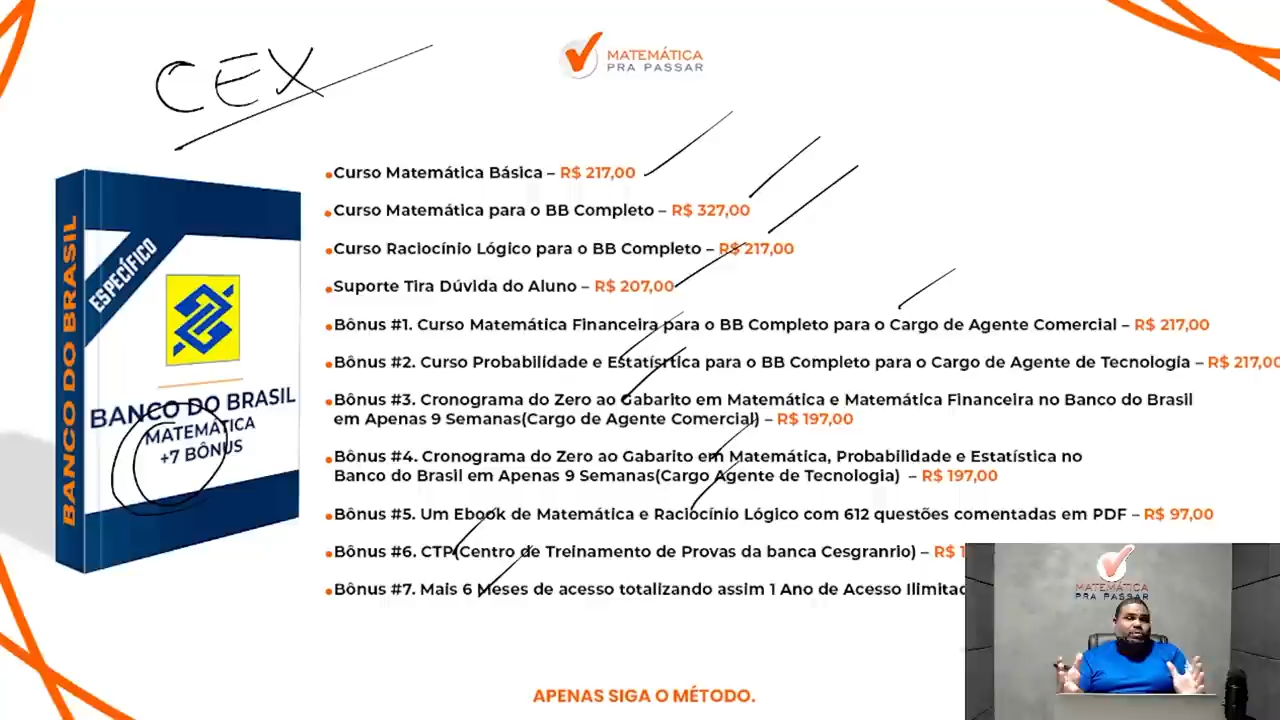 CEX
MATEMÁTICA
PRA PASSAR
BANCO DO BRASIL
ESPECÍFICO
BANCO DO BRASIL
MATEMÁTICA
+7 BÔNUS
Curso Matemática Básica – R$ 217,00
Curso Matemática para o BB Completo – R$ 327,00
Curso Raciocínio Lógico para o BB Completo – R$ 217,00
Suporte Tira Dúvida do Aluno – R$ 207,00
Bônus #1. Curso Matemática Financeira para o BB Completo para o Cargo de Agente Comercial – R$ 217,00
Bônus #2. Curso Probabilidade e Estatísrtica para o BB Completo para o Cargo de Agente de Tecnologia – R$ 217,00
Bônus #3. Cronograma do Zero ao Gabarito em Matemática e Matemática Financeira no Banco do Brasil
em Apenas 9 Semanas(Cargo de Agente Comercial) – R$ 197,00
Bônus #4. Cronograma do Zero ao Gabarito em Matemática, Probabilidade e Estatística no
Banco do Brasil em Apenas 9 Semanas(Cargo Agente de Tecnologia) – R$ 197,00
Bônus #5. Um Ebook de Matemática e Raciocínio Lógico com 612 questões comentadas em PDF – R$ 97,00
Bônus #6. CTP(Centro de Treinamento de Provas da banca Cesgranrio) – R$
Bônus #7. Mais 6 Meses de acesso totalizando assim 1 Ano de Acesso
MATEMÁTICA
PRA PASSAR
APENAS SIGA O MÉTODO.